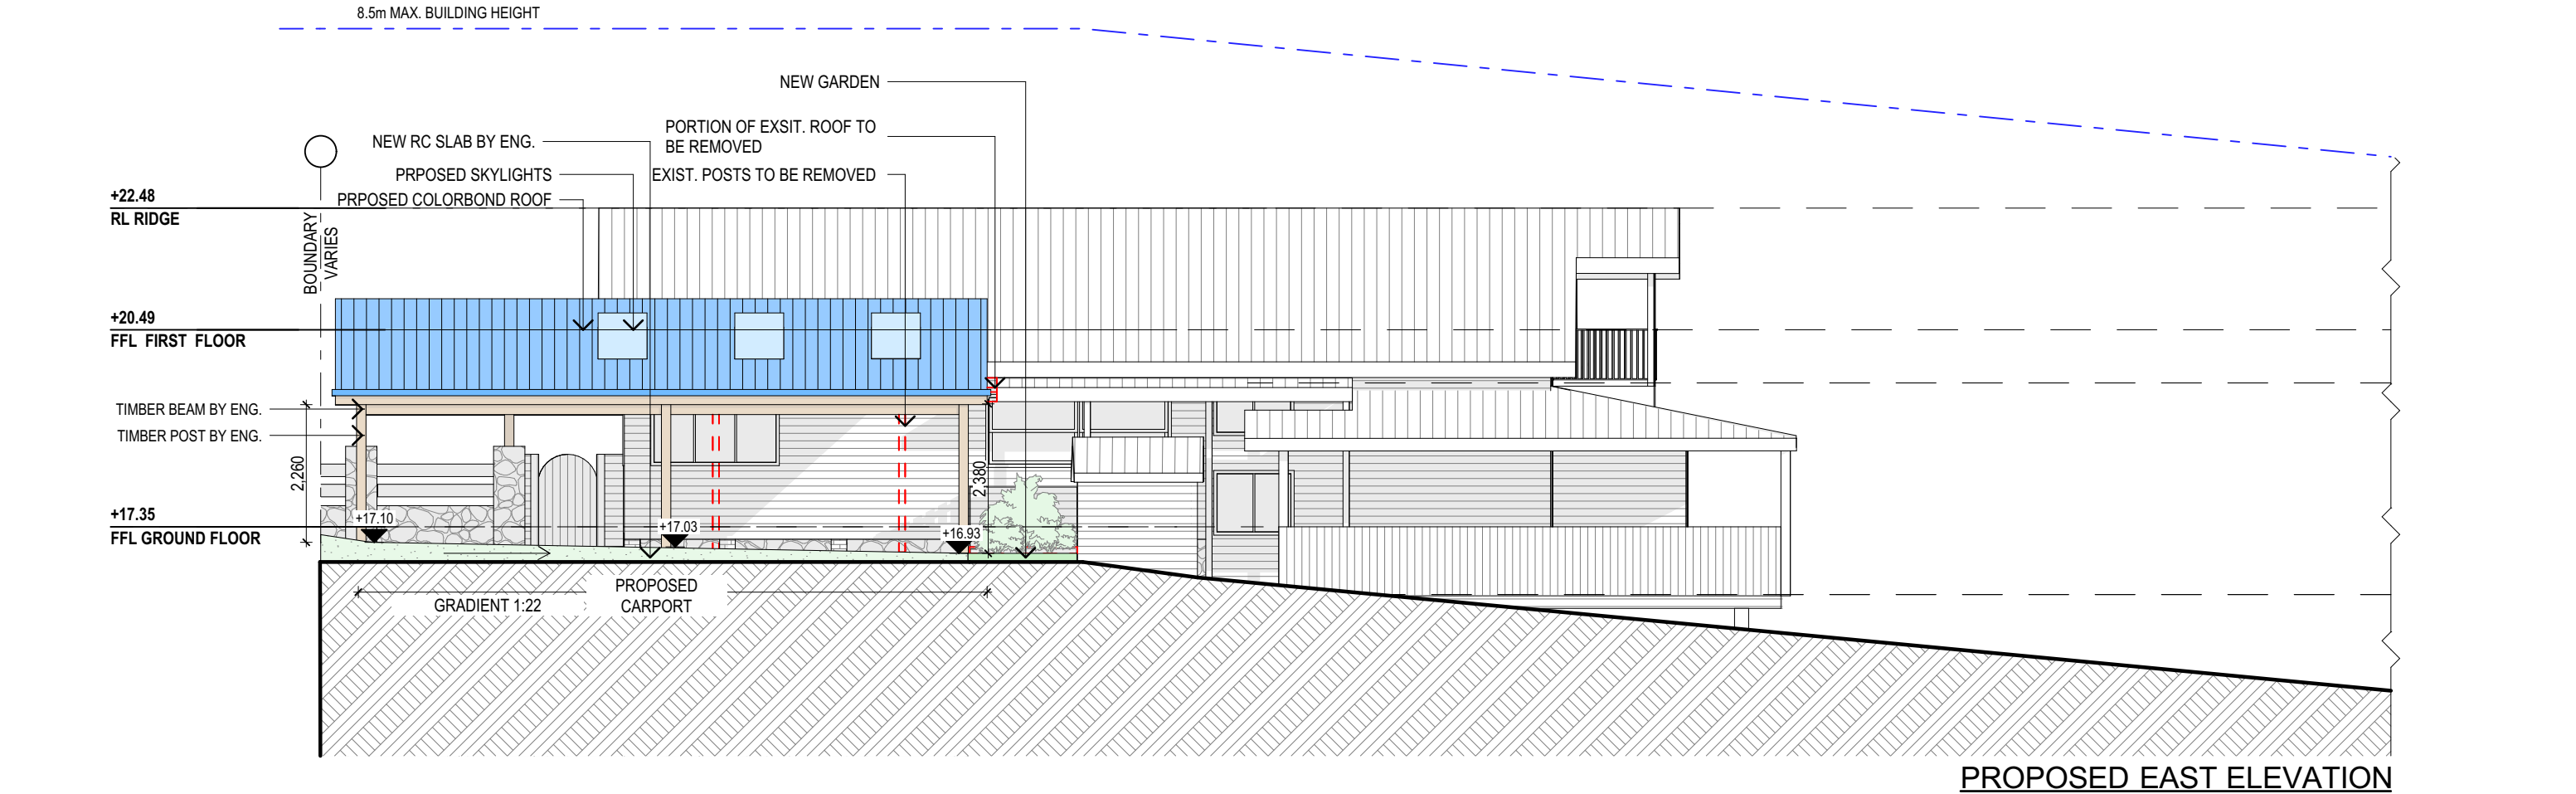 8.5m MAX. BUILDING HEIGHT
NEW GARDEN
PORTION OF EXSIT. ROOF TO
BE REMOVED
NEW RC SLAB BY ENG.
PRPOSED SKYLIGHTS
EXIST. POSTS TO BE REMOVED
PRPOSED COLORBOND ROOF
+22.48
RL RIDGE
BOUNDARY
VARIES
+20.49
FFL FIRST FLOOR
TIMBER BEAM BY ENG.
TIMBER POST BY ENG.
2,260
2,380
+17.35
FFL GROUND FLOOR
+17.10
+17.03
+16.93
PROPOSED
CARPORT
GRADIENT 1:22
PROPOSED EAST ELEVATION